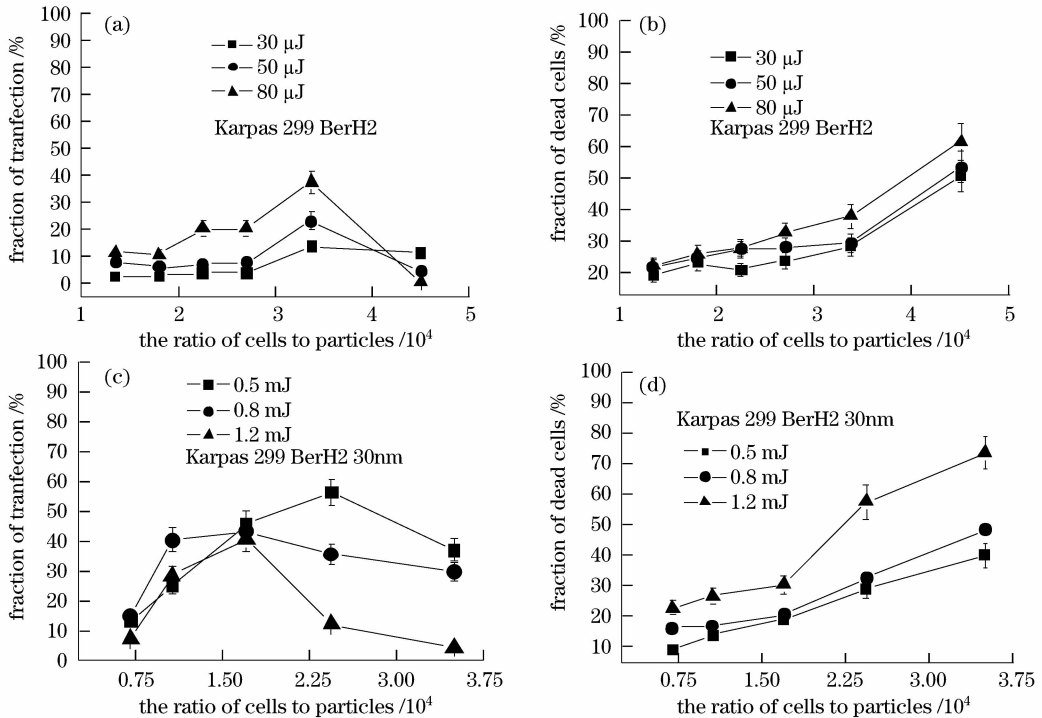 (a)
fraction of tranfection /%
100
90
80
70
60
50
40
30
20
10
0
30 μJ
50 μJ
80 μJ
Karpas 299 BerH2
1 2 3 4 5
the ratio of cells to particles /10⁴
(b)
fraction of dead cells /%
100
90
80
70
60
50
40
30
20
30 μJ
50 μJ
80 μJ
Karpas 299 BerH2
1 2 3 4 5
the ratio of cells to particles /10⁴
(c)
fraction of tranfection /%
100
90
80
70
60
50
40
30
20
10
0
0.5 mJ
0.8 mJ
1.2 mJ
Karpas 299 BerH2 30nm
0.75 1.50 2.25 3.00 3.75
the ratio of cells to particles /10⁴
(d)
fraction of dead cells /%
100
90
80
70
60
50
40
30
20
10
Karpas 299 BerH2 30nm
0.5 mJ
0.8 mJ
1.2 mJ
0.75 1.50 2.25 3.00 3.75
the ratio of cells to particles /10⁴